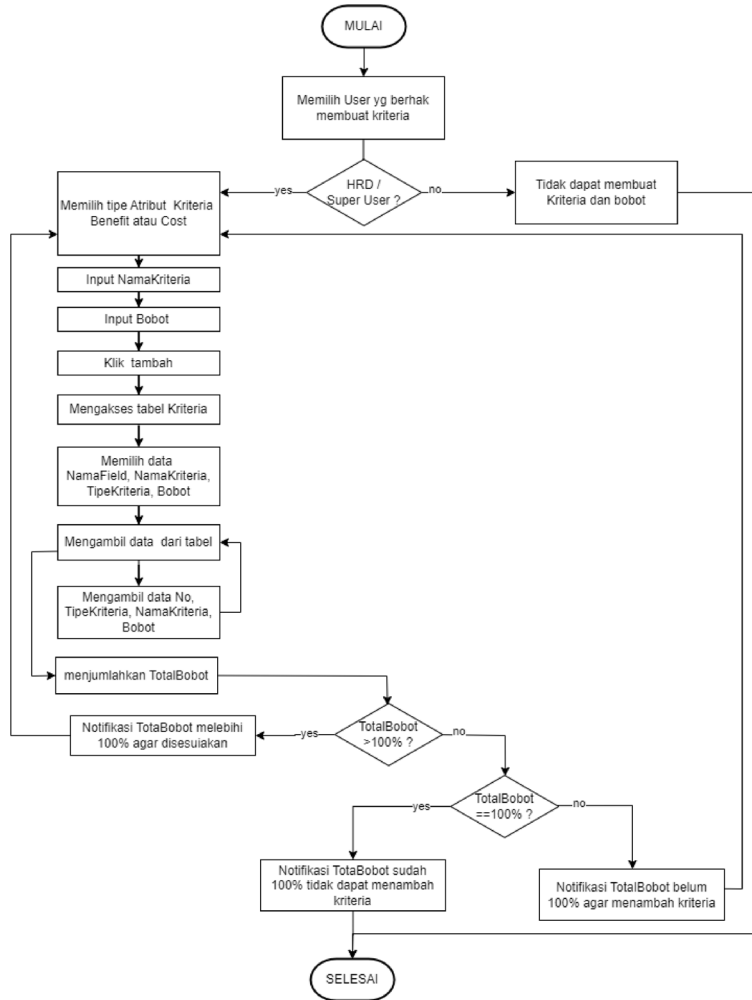 MULAI
Memilih User yg berhak
membuat kriteria
HRD /
Super User ?
yes
no
Tidak dapat membuat
Kriteria dan bobot
Memilih tipe Atribut Kriteria
Benefit atau Cost
Input NamaKriteria
Input Bobot
Klik tambah
Mengakses tabel Kriteria
Memilih data
NamaField, NamaKriteria,
TipeKriteria, Bobot
Mengambil data dari tabel
Mengambil data No,
TipeKriteria, NamaKriteria,
Bobot
menjumlahkan TotalBobot
TotalBobot
>100% ?
yes
no
Notifikasi TotaBobot melebihi
100% agar disesuiakan
TotalBobot
==100% ?
yes
no
Notifikasi TotaBobot sudah
100% tidak dapat menambah
kriteria
Notifikasi TotalBobot belum
100% agar menambah kriteria
SELESAI